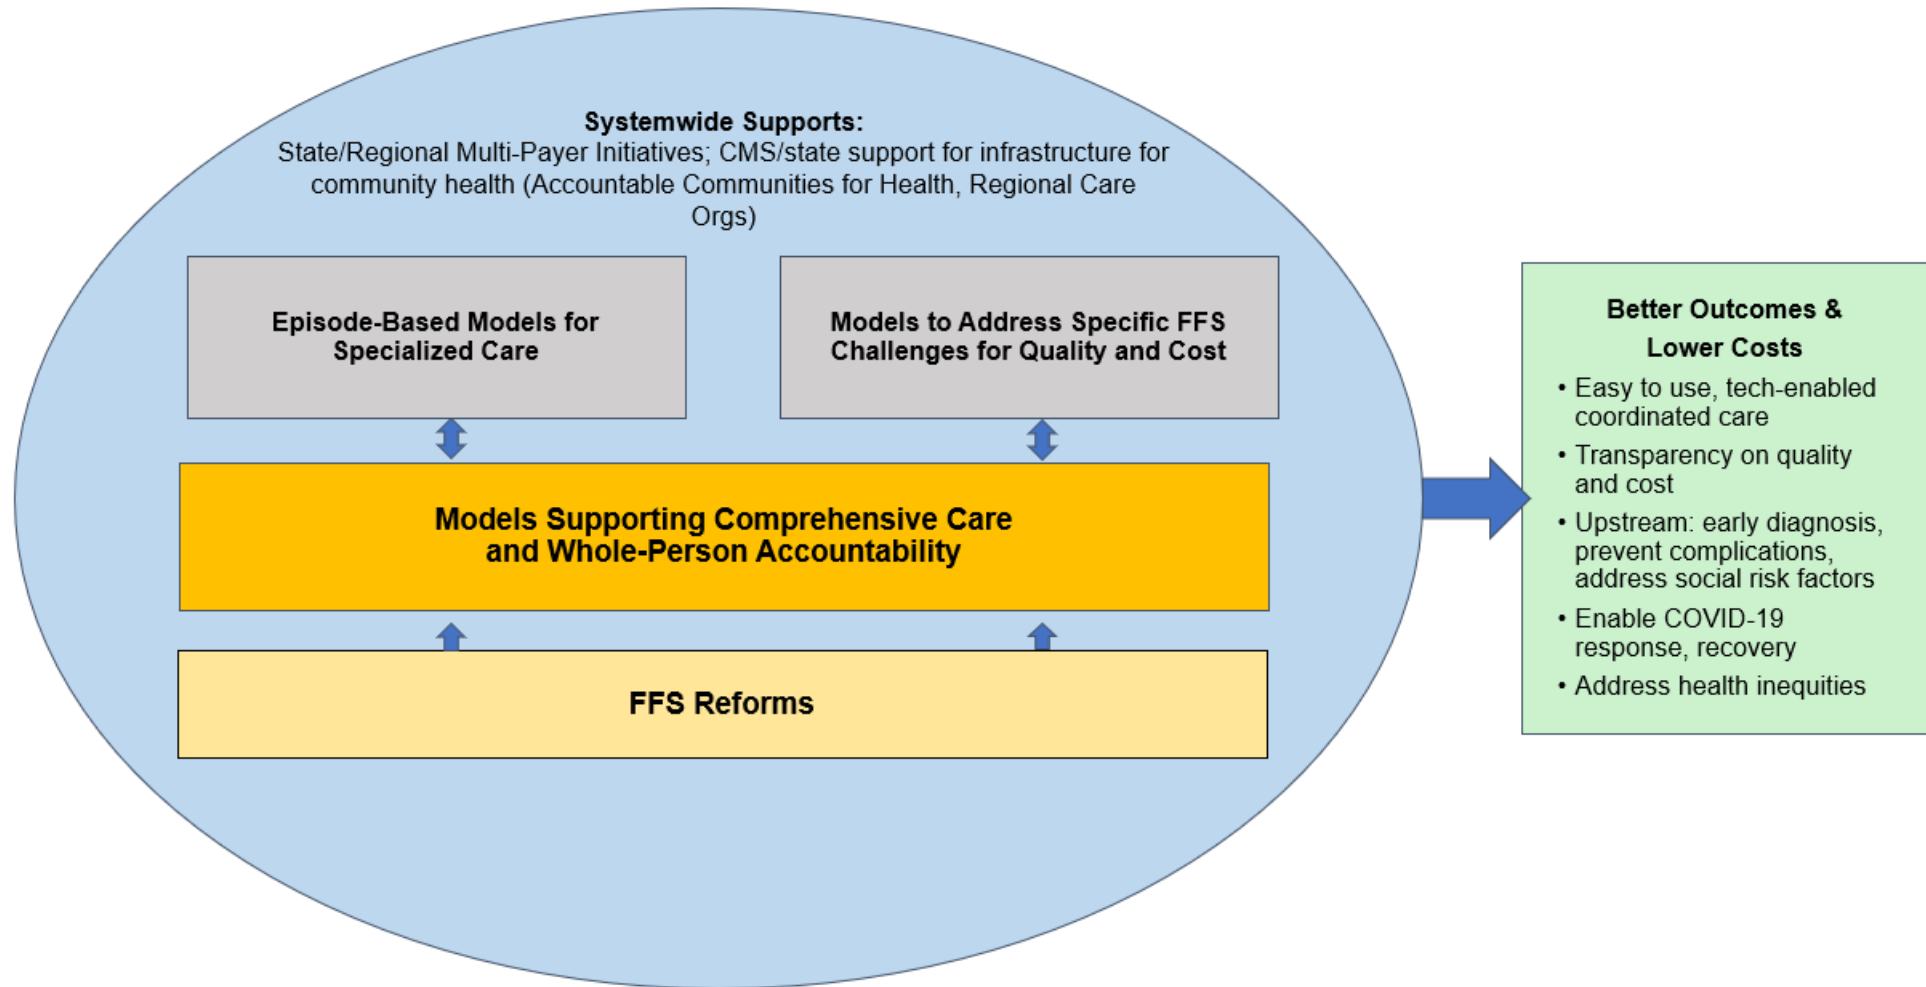 Systemwide Supports:
State/Regional Multi-Payer Initiatives; CMS/state support for infrastructure for
community health (Accountable Communities for Health, Regional Care
Orgs)
Episode-Based Models for
Specialized Care
Models to Address Specific FFS
Challenges for Quality and Cost
Models Supporting Comprehensive Care
and Whole-Person Accountability
FFS Reforms
Better Outcomes &
Lower Costs
• Easy to use, tech-enabled
coordinated care
• Transparency on quality
and cost
• Upstream: early diagnosis,
prevent complications,
address social risk factors
• Enable COVID-19
response, recovery
• Address health inequities